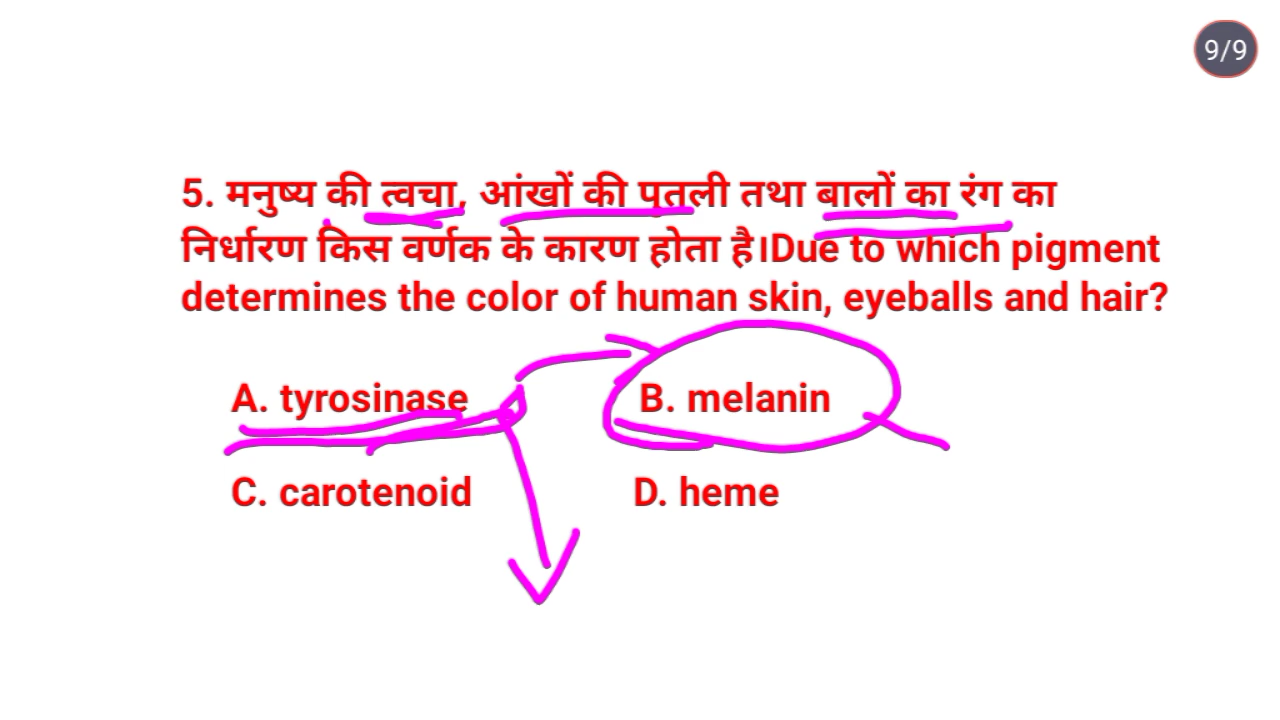 9/9
5. मनुष्य की त्वचा, आंखों की पुतली तथा बालों का रंग का
निर्धारण किस वर्णक के कारण होता है।Due to which pigment
determines the color of human skin, eyeballs and hair?
A. tyrosinase B. melanin
C. carotenoid D. heme